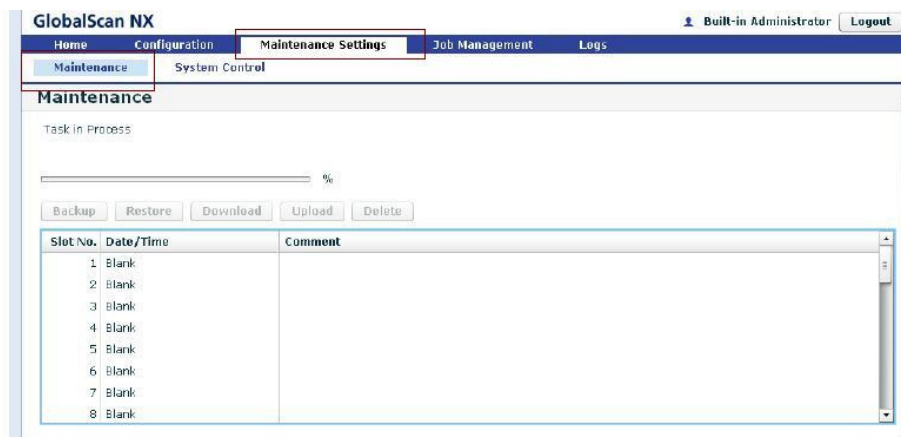 GlobalScan NX
Built-in Administrator Logout
Home Configuration Maintenance Settings Job Management Logs
Maintenance System Control
Maintenance
Task in Process
%
Backup Restore Download Upload Delete
Slot No. Date/Time Comment
1 Blank
2 Blank
3 Blank
4 Blank
5 Blank
6 Blank
7 Blank
8 Blank